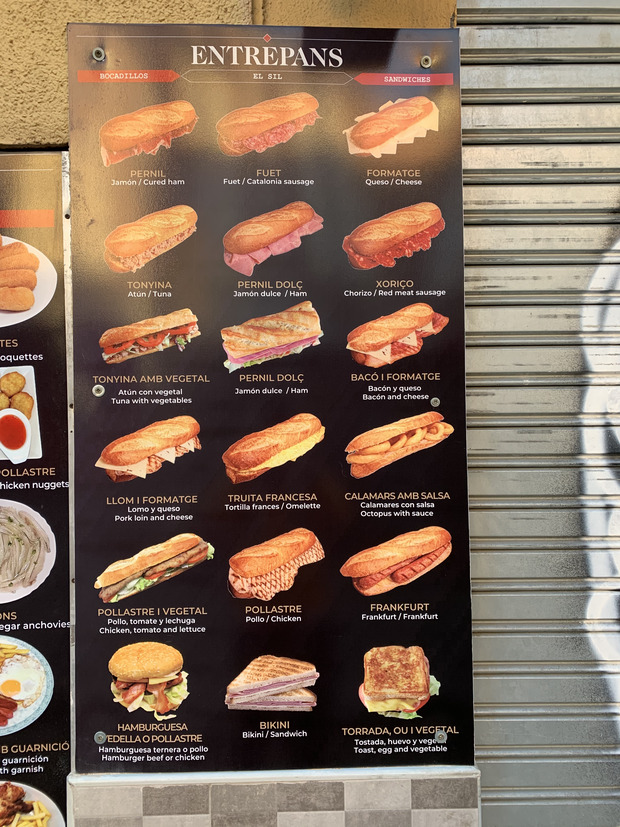 ENTREPANS
BOCADILLOS
EL SIL
SANDWICHES
PERNIL
Jamón / Cured ham
FUET
Fuet / Catalonia sausage
FORMATGE
Queso / Cheese
TONYINA
Atún / Tuna
PERNIL DOLÇ
Jamón dulce / Ham
XORIÇO
Chorizo / Red meat sausage
TONYINA AMB VEGETAL
Atún con vegetal
Tuna with vegetables
PERNIL DOLÇ
Jamón dulce / Ham
BACÓ I FORMATGE
Bacón y queso
Bacón and cheese
LLOM I FORMATGE
Lomo y queso
Pork loin and cheese
TRUITA FRANCESA
Tortilla frances / Omelette
CALAMARS AMB SALSA
Calamares con salsa
Octopus with sauce
POLLASTRE I VEGETAL
Pollo, tomate y lechuga
Chicken, tomato and lettuce
POLLASTRE
Pollo / Chicken
FRANKFURT
Frankfurt / Frankfurt
HAMBURGUESA
VEDELLA O POLLASTRE
Hamburguesa ternera o pollo
Hamburger beef or chicken
BIKINI
Bikini / Sandwich
TORRADA, OU I VEGETAL
Tostada, huevo y vegetal
Toast, egg and vegetable
TES
oquettes
POLLASTRE
hicken nuggets
ONS
egar anchovies
B GUARNICIÓ
guarnición
th garnish